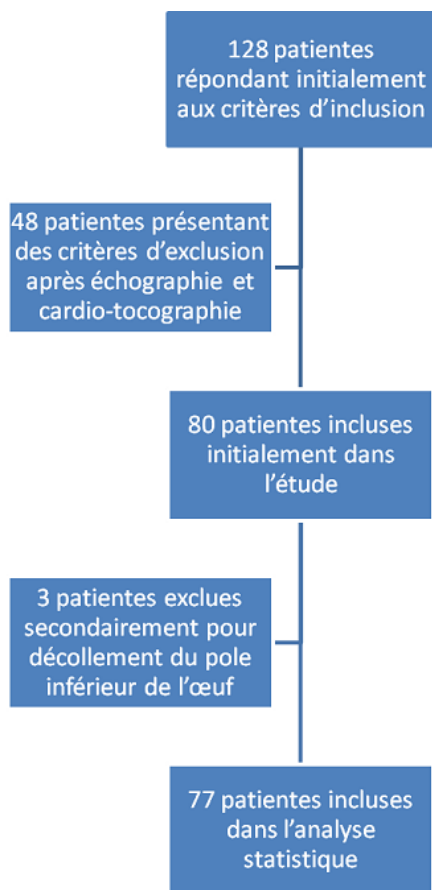 128 patientes
répondant initialement
aux critères d'inclusion
48 patientes présentant
des critères d'exclusion
après échographie et
cardio-tocographie
80 patientes incluses
initialement dans
l'étude
3 patientes exclues
secondairement pour
décollement du pole
inférieur de l'œuf
77 patientes incluses
dans l'analyse
statistique